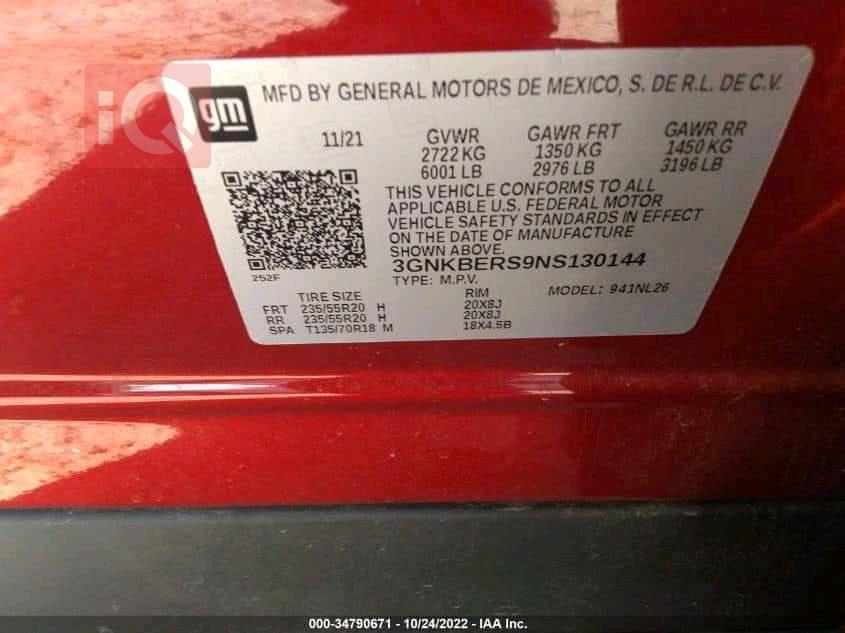 iQ
gm
MFD BY GENERAL MOTORS DE MEXICO, S. DE R.L. DE C.V.
11/21 GVWR GAWR FRT GAWR RR
2722 KG 1350 KG 1450 KG
6001 LB 2976 LB 3196 LB
THIS VEHICLE CONFORMS TO ALL
APPLICABLE U.S. FEDERAL MOTOR
VEHICLE SAFETY STANDARDS IN EFFECT
ON THE DATE OF MANUFACTURE
SHOWN ABOVE.
3GNKBERS9NS130144
252F TYPE: M.P.V. MODEL: 941NL26
TIRE SIZE RIM
FRT 235/55R20 H 20X8J
RR 235/55R20 H 20X8J
SPA T135/70R18 M 18X4.5B
000-34790671 - 10/24/2022 - IAA Inc.